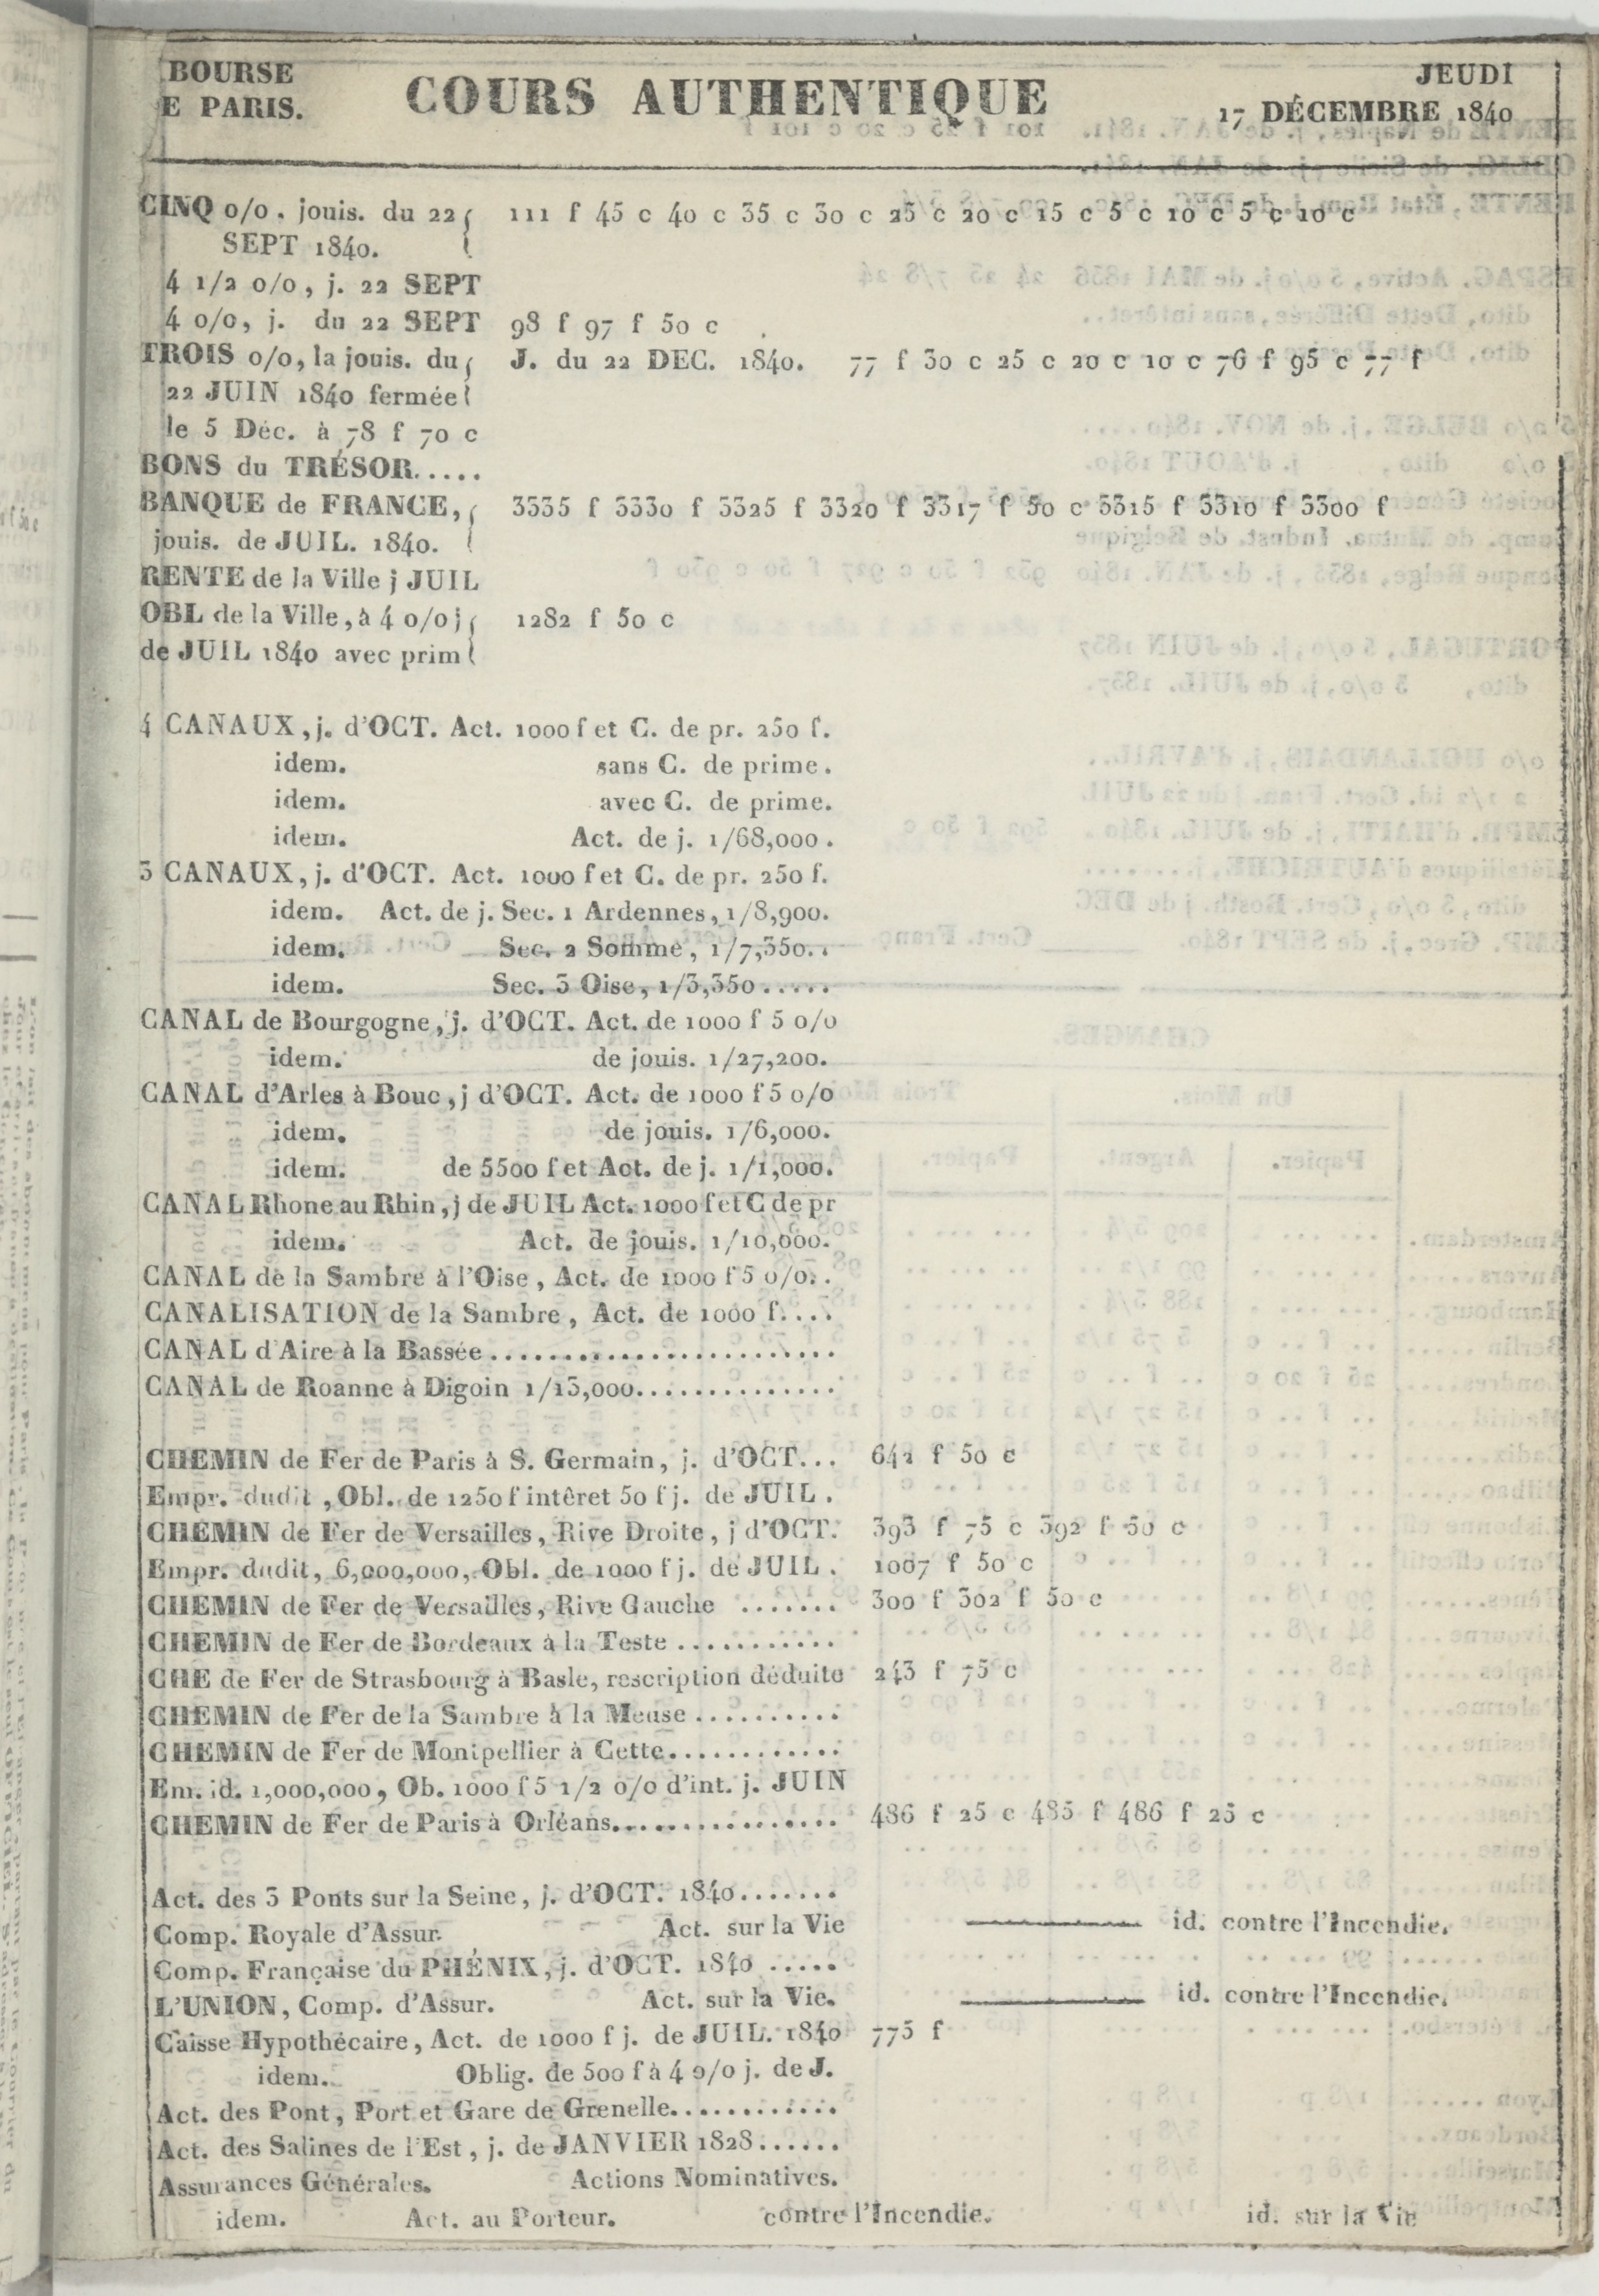 BOURSE
E PARIS.
COURS AUTHENTIQUE
JEUDI
17 DÉCEMBRE 1840
CINQ o/o. jouis. du 22 111 f 45 c 40 c 35 c 30 c 25 c 20 c 15 c 5 c 10 c 5 c 10 c
SEPT 1840.
4 1/2 o/o, j. 22 SEPT
4 o/o, j. du 22 SEPT 98 f 97 f 50 c
TROIS o/o, la jouis. du J. du 22 DEC. 1840. 77 f 30 c 25 c 20 c 10 c 76 f 95 c 77 f
22 JUIN 1840 fermée
le 5 Déc. à 78 f 70 c
BONS du TRÉSOR.....
BANQUE de FRANCE, 3335 f 3330 f 3325 f 3320 f 3317 f 50 c 3315 f 3310 f 3300 f
jouis. de JUIL. 1840.
RENTE de la Ville j JUIL
OBL de la Ville, à 4 o/o j 1282 f 50 c
de JUIL 1840 avec prim
4 CANAUX, j. d'OCT. Act. 1000 f et C. de pr. 250 f.
idem. sans C. de prime.
idem. avec C. de prime.
idem. Act. de j. 1/68,000.
3 CANAUX, j. d'OCT. Act. 1000 f et C. de pr. 250 f.
idem. Act. de j. Sec. 1 Ardennes, 1/8,900.
idem. Sec. 2 Somme, 1/7,350..
idem. Sec. 3 Oise, 1/3,350.....
CANAL de Bourgogne, j. d'OCT. Act. de 1000 f 5 o/o
idem. de jouis. 1/27,200.
CANAL d'Arles à Bouc, j d'OCT. Act. de 1000 f 5 o/o
idem. de jouis. 1/6,000.
idem. de 5500 f et Act. de j. 1/1,000.
CANAL Rhone au Rhin, j de JUIL Act. 1000 f et C de pr
idem. Act. de jouis. 1/10,000.
CANAL de la Sambre à l'Oise, Act. de 1000 f 5 o/o..
CANALISATION de la Sambre, Act. de 1000 f....
CANAL d'Aire à la Bassée.......................
CANAL de Roanne à Digoin 1/13,000..............
CHEMIN de Fer de Paris à S. Germain, j. d'OCT... 642 f 50 c
Empr. dudit, Obl. de 1250 f intêret 50 f j. de JUIL.
CHEMIN de Fer de Versailles, Rive Droite, j d'OCT. 393 f 75 c 392 f 50 c
Empr. dudit, 6,000,000, Obl. de 1000 f j. de JUIL. 1007 f 50 c
CHEMIN de Fer de Versailles, Rive Gauche ....... 300 f 302 f 50 c
CHEMIN de Fer de Bordeaux à la Teste ...........
CHE de Fer de Strasbourg à Basle, rescription déduite 243 f 75 c
CHEMIN de Fer de la Sambre à la Meuse ..........
CHEMIN de Fer de Montpellier à Cette............
Em. id. 1,000,000, Ob. 1000 f 5 1/2 o/o d'int. j. JUIN
CHEMIN de Fer de Paris à Orléans................ 486 f 25 c 485 f 486 f 25 c
Act. des 3 Ponts sur la Seine, j. d'OCT. 1840.......
Comp. Royale d'Assur. Act. sur la Vie id. contre l'Incendie.
Comp. Française du PHÉNIX, j. d'OCT. 1840 .....
L'UNION, Comp. d'Assur. Act. sur la Vie. id. contre l'Incendie.
Caisse Hypothécaire, Act. de 1000 f j. de JUIL. 1840 775 f
idem. Oblig. de 500 f à 4 o/o j. de J.
Act. des Pont, Port et Gare de Grenelle............
Act. des Salines de l'Est, j. de JANVIER 1828......
Assurances Générales. Actions Nominatives.
idem. Act. au Porteur. contre l'Incendie. id. sur la Vie